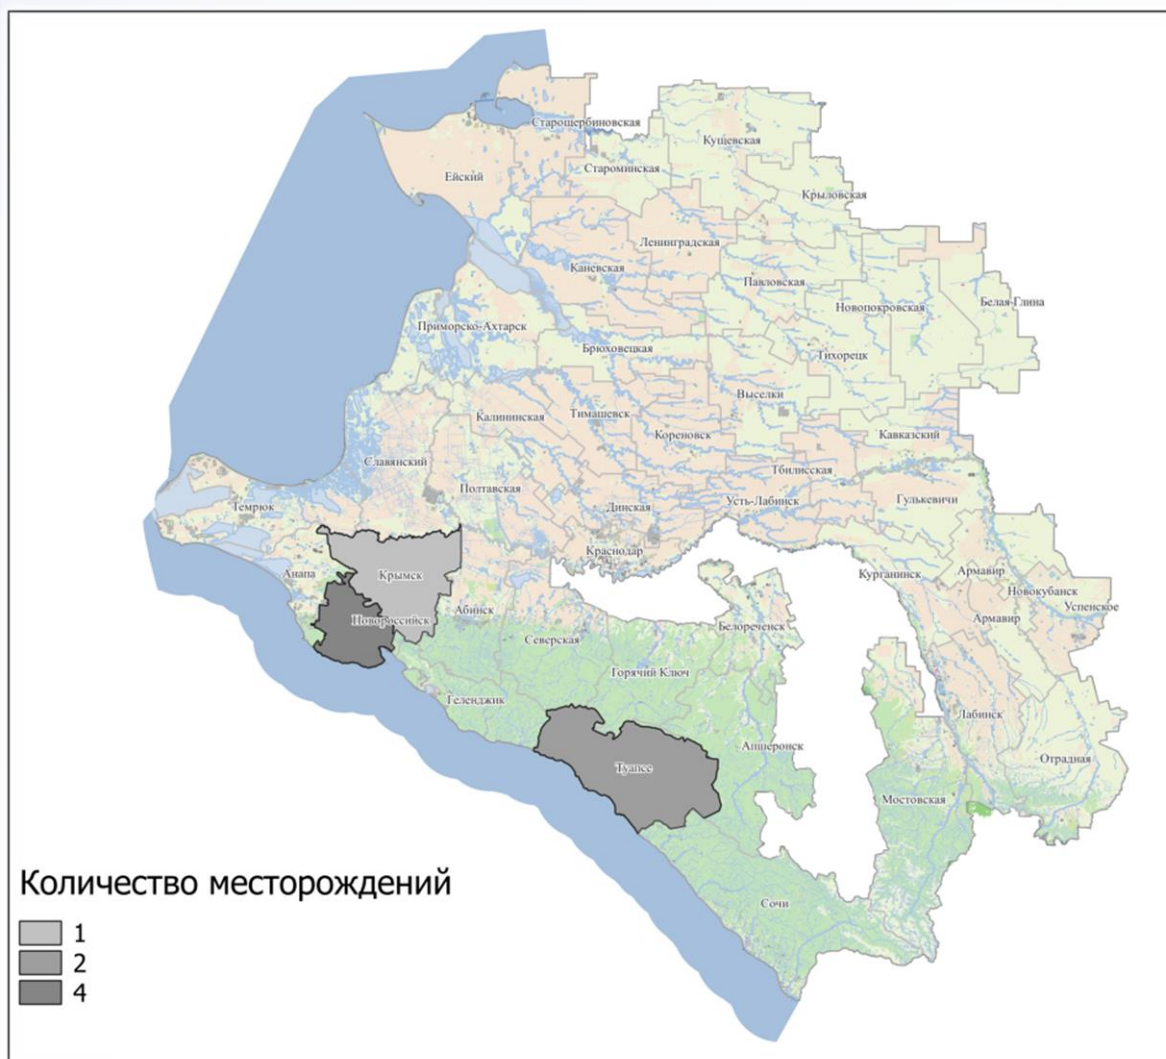 Старощербиновская
Кущевская
Староминская
Ейский
Крыловская
Ленинградская
Каневская
Павловская
Новопокровская
Белая Глина
Приморско-Ахтарск
Брюховецкая
Тихорецк
Выселки
Калининская
Тимашевск
Кореновск
Кавказский
Славянский
Тбилисская
Полтавская
Гулькевичи
Темрюк
Динская
Усть-Лабинск
Краснодар
Анапа
Крымск
Курганинск
Армавир
Новокубанск
Абинск
Успенское
Новороссийск
Белореченск
Армавир
Северская
Горячий Ключ
Геленджик
Лабинск
Апшеронск
Отрадная
Туапсе
Мостовская
Сочи
Количество месторождений
1
2
4